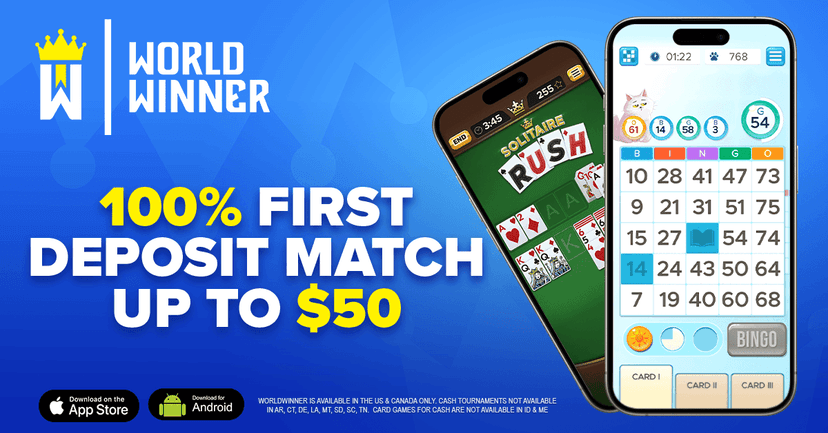 WORLD
WINNER
100% FIRST
DEPOSIT MATCH
UP TO $50
Download on the
App Store
Download for
Android
WORLDWINNER IS AVAILABLE IN THE US & CANADA ONLY. CASH TOURNAMENTS NOT AVAILABLE
IN AR, CT, DE, LA, MT, SD, SC, TN. CARD GAMES FOR CASH ARE NOT AVAILABLE IN ID & ME
END 3:45 255
SOLITAIRE
RUSH
A 2 A A
K Q K
01:22 768
61 B 14 G 58 B 3 G 54
B I N G O
10 28 41 47 73
9 21 31 51 75
15 27 54 74
14 24 43 50 64
7 19 40 60 68
BINGO
CARD I CARD II CARD III